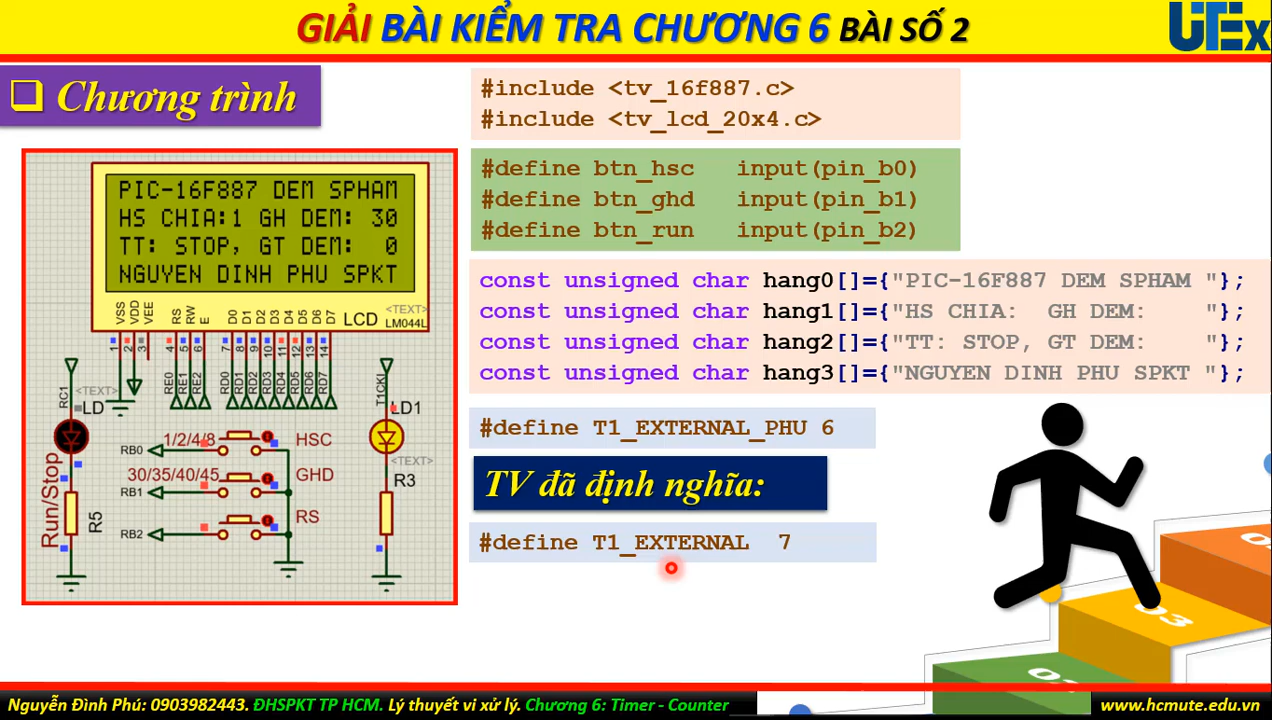 GIẢI BÀI KIỂM TRA CHƯƠNG 6 BÀI SỐ 2
UTEx
❑ Chương trình
#include <tv_16f887.c>
#include <tv_lcd_20x4.c>
#define btn_hsc input(pin_b0)
#define btn_ghd input(pin_b1)
#define btn_run input(pin_b2)
const unsigned char hang0[]={"PIC-16F887 DEM SPHAM "};
const unsigned char hang1[]={"HS CHIA:  GH DEM:    "};
const unsigned char hang2[]={"TT: STOP, GT DEM:    "};
const unsigned char hang3[]={"NGUYEN DINH PHU SPKT "};
#define T1_EXTERNAL_PHU 6
TV đã định nghĩa:
#define T1_EXTERNAL 7
PIC-16F887 DEM SPHAM
HS CHIA:1 GH DEM: 30
TT: STOP, GT DEM: 0
NGUYEN DINH PHU SPKT
VSS VDD VEE RS RW E D0 D1 D2 D3 D4 D5 D6 D7 LCD
<TEXT>
LM044L
1 2 3 4 5 6 7 8 9 10 11 12 13 14
RE0 RE1 RE2 RD0 RD1 RD2 RD3 RD4 RD5 RD6 RD7
RC1 <TEXT> T1CKI
LD LD1
RB0 1/2/4/8 HSC
<TEXT>
30/35/40/45 GHD R3
RB1
Run/Stop R5
RS
RB2
03
Nguyễn Đình Phú: 0903982443. ĐHSPKT TP HCM. Lý thuyết vi xử lý. Chương 6: Timer - Counter
www.hcmute.edu.vn